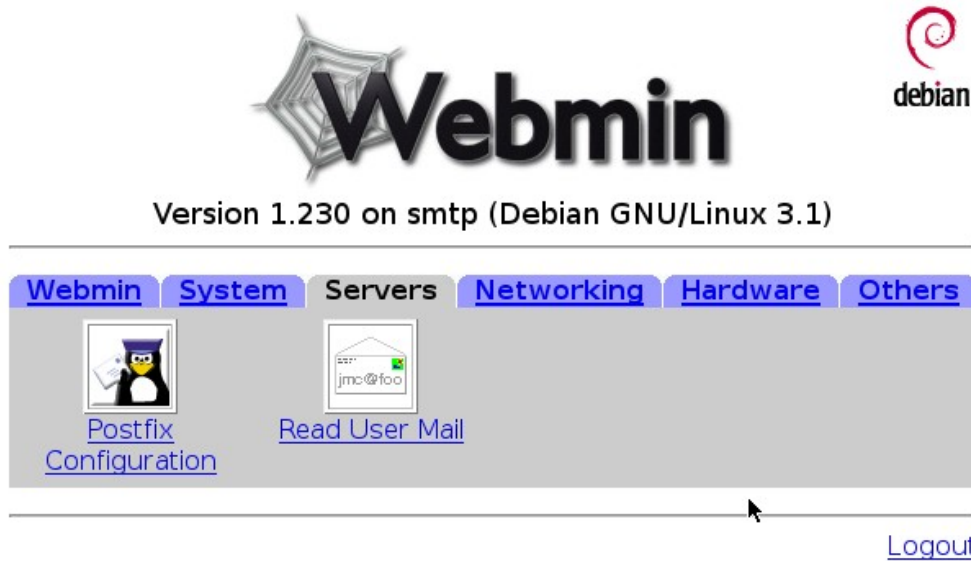 Webmin
debian
Version 1.230 on smtp (Debian GNU/Linux 3.1)
Webmin System Servers Networking Hardware Others
jmc@foo
Postfix
Configuration
Read User Mail
Logout